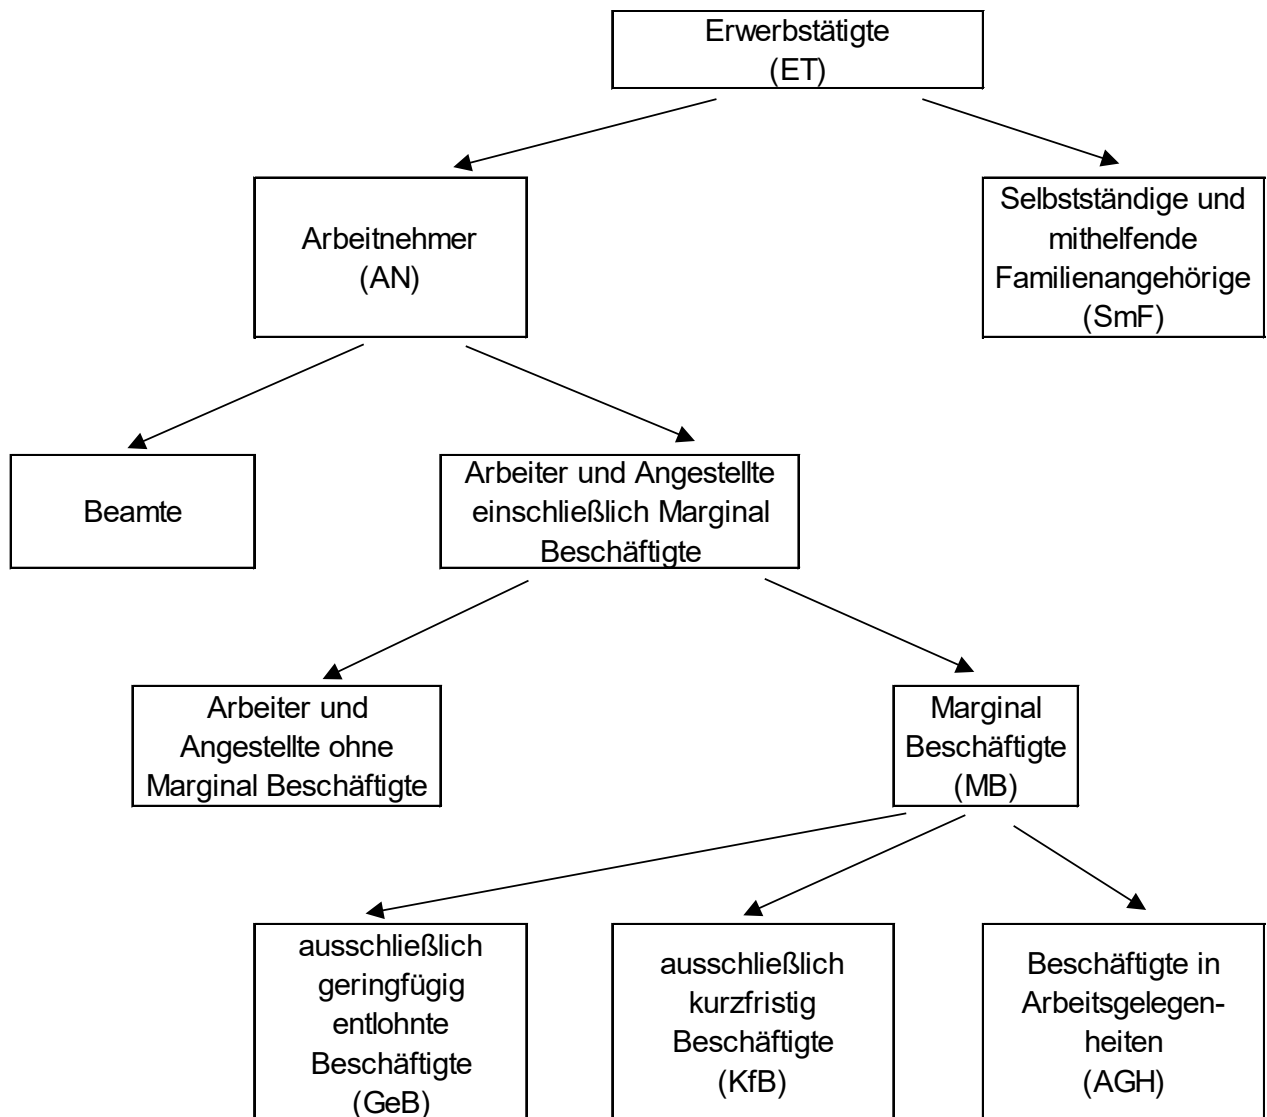 Erwerbstätigte
(ET)
Arbeitnehmer
(AN)
Selbstständige und
mithelfende
Familienangehörige
(SmF)
Beamte
Arbeiter und Angestellte
einschließlich Marginal
Beschäftigte
Arbeiter und
Angestellte ohne
Marginal Beschäftigte
Marginal
Beschäftigte
(MB)
ausschließlich
geringfügig
entlohnte
Beschäftigte
(GeB)
ausschließlich
kurzfristig
Beschäftigte
(KfB)
Beschäftigte in
Arbeitsgelegen-
heiten
(AGH)